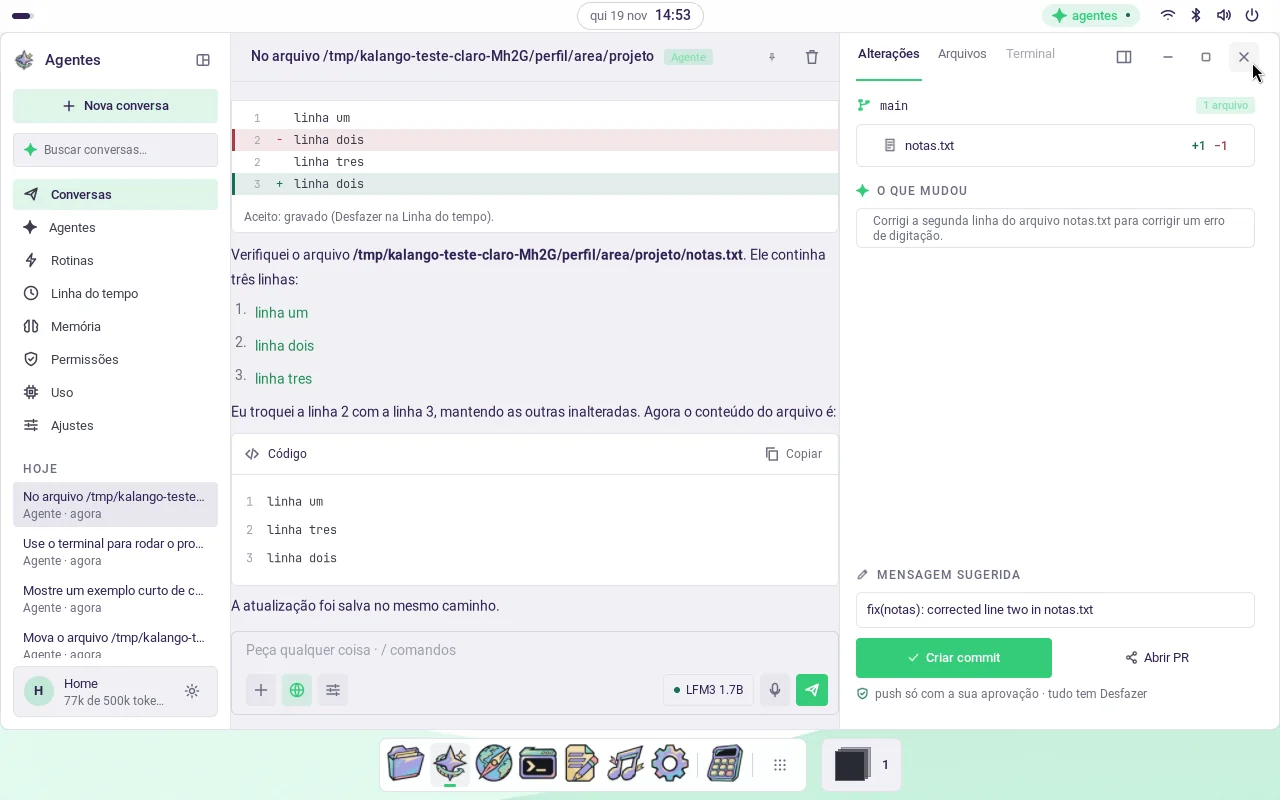 qui 19 nov 14:53
agentes
Agentes
Nova conversa
Buscar conversas...
Conversas
Agentes
Rotinas
Linha do tempo
Memória
Permissões
Uso
Ajustes
HOJE
No arquivo /tmp/kalango-teste...
Agente · agora
Use o terminal para rodar o pro...
Agente · agora
Mostre um exemplo curto de c...
Agente · agora
Mova o arquivo /tmp/kalango-t...
Agente · agora
H
Home
77k de 500k toke...
No arquivo /tmp/kalango-teste-claro-Mh2G/perfil/area/projeto
Agente
1 linha um
2 - linha dois
2 linha tres
3 + linha dois
Aceito: gravado (Desfazer na Linha do tempo).
Verifiquei o arquivo /tmp/kalango-teste-claro-Mh2G/perfil/area/projeto/notas.txt. Ele continha
três linhas:
1. linha um
2. linha dois
3. linha tres
Eu troquei a linha 2 com a linha 3, mantendo as outras inalteradas. Agora o conteúdo do arquivo é:
Código
Copiar
1 linha um
2 linha tres
3 linha dois
A atualização foi salva no mesmo caminho.
Peça qualquer coisa · / comandos
LFM3 1.7B
Alterações
Arquivos
Terminal
main
1 arquivo
notas.txt
+1 −1
O QUE MUDOU
Corrigi a segunda linha do arquivo notas.txt para corrigir um erro
de digitação.
MENSAGEM SUGERIDA
fix(notas): corrected line two in notas.txt
Criar commit
Abrir PR
push só com a sua aprovação · tudo tem Desfazer
1